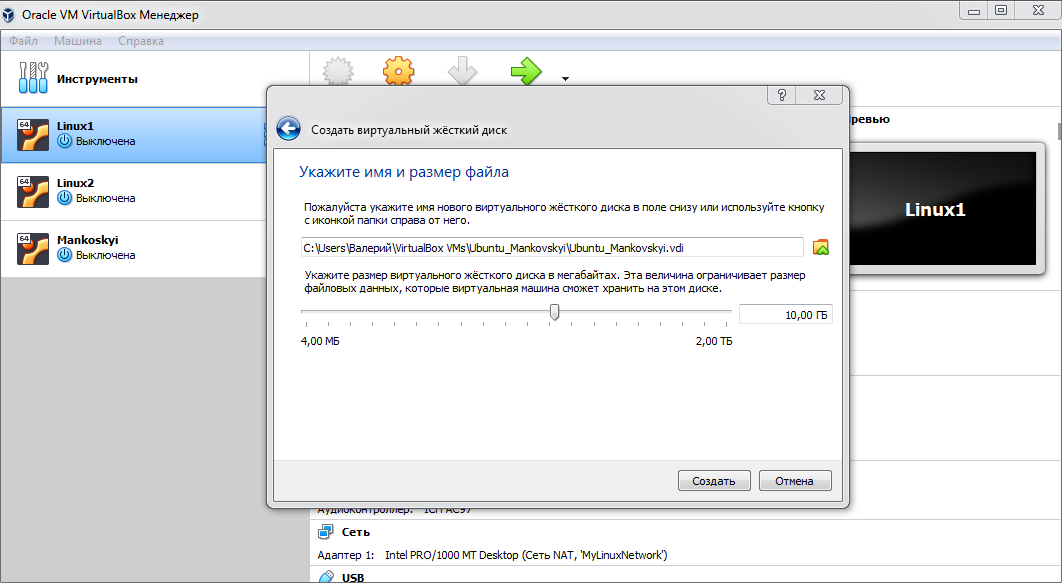 Oracle VM VirtualBox Менеджер
Файл Машина Справка
Инструменты
64
Linux1
Выключена
Linux2
Выключена
64
Mankoskyi
Выключена
?
Создать виртуальный жёсткий диск
Укажите имя и размер файла
Пожалуйста укажите имя нового виртуального жёсткого диска в поле снизу или используйте кнопку
с иконкой папки справа от него.
C:\Users\Валерий\VirtualBox VMs\Ubuntu_Mankovskyi\Ubuntu_Mankovskyi.vdi
Укажите размер виртуального жёсткого диска в мегабайтах. Эта величина ограничивает размер
файловых данных, которые виртуальная машина сможет хранить на этом диске.
10,00 ГБ
4,00 МБ
2,00 ТБ
Создать
Отмена
ревью
Linux1
Аудиоконтроллер: ICH AC97
Сеть
Адаптер 1: Intel PRO/1000 MT Desktop (Сеть NAT, 'MyLinuxNetwork')
USB